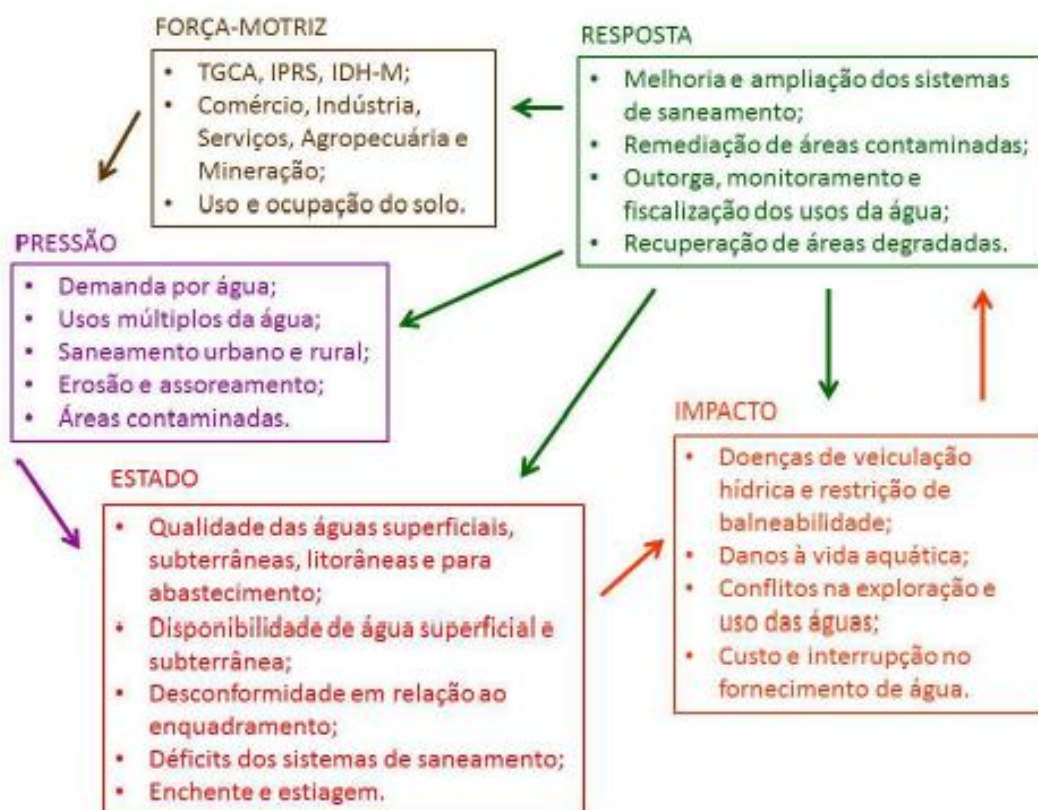 FORÇA-MOTRIZ
• TGCA, IPRS, IDH-M;
• Comércio, Indústria,
Serviços, Agropecuária e
Mineração;
• Uso e ocupação do solo.
RESPOSTA
• Melhoria e ampliação dos sistemas
de saneamento;
• Remediação de áreas contaminadas;
• Outorga, monitoramento e
fiscalização dos usos da água;
• Recuperação de áreas degradadas.
PRESSÃO
• Demanda por água;
• Usos múltiplos da água;
• Saneamento urbano e rural;
• Erosão e assoreamento;
• Áreas contaminadas.
ESTADO
• Qualidade das águas superficiais,
subterrâneas, litorâneas e para
abastecimento;
• Disponibilidade de água superficial e
subterrânea;
• Desconformidade em relação ao
enquadramento;
• Déficits dos sistemas de saneamento;
• Enchente e estiagem.
IMPACTO
• Doenças de veiculação
hídrica e restrição de
balneabilidade;
• Danos à vida aquática;
• Conflitos na exploração e
uso das águas;
• Custo e interrupção no
fornecimento de água.